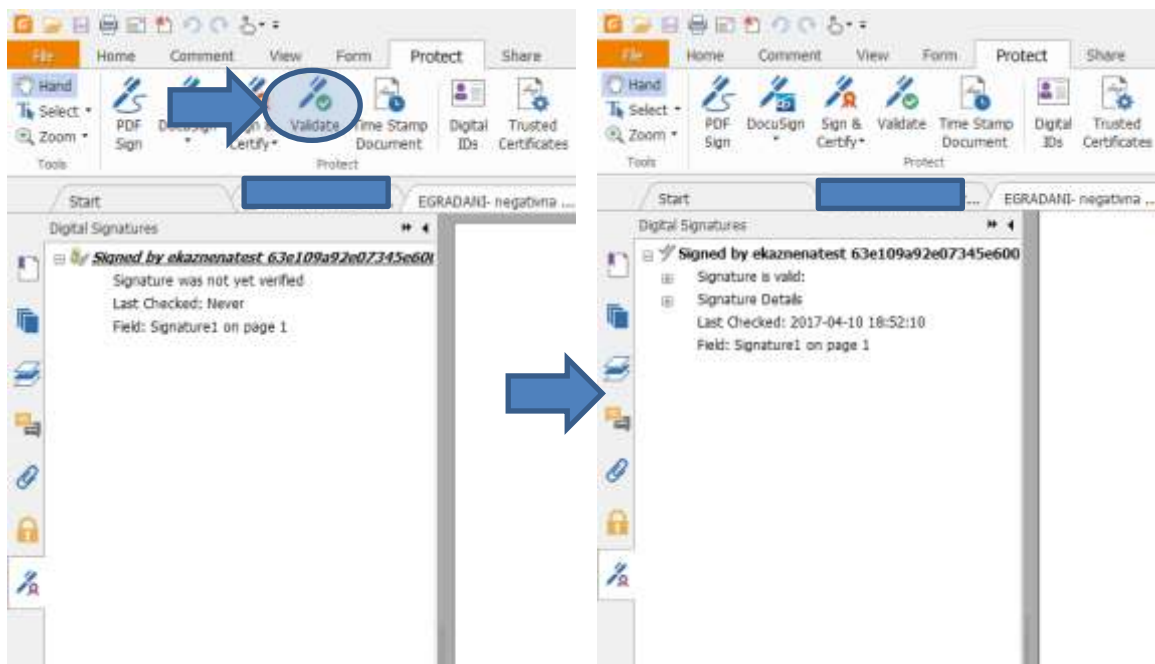 File Home Comment View Form Protect Share
Hand
Select
Zoom
Tools
PDF Sign
Validate
Time Stamp Document
Digital IDs
Trusted Certificates
Protect
Start
EGRADANI- negativna ...
Digital Signatures
Signed by ekaznenatest 63e109a92e07345e600
Signature was not yet verified
Last Checked: Never
Field: Signature1 on page 1
File Home Comment View Form Protect Share
Hand
Select
Zoom
Tools
PDF Sign
DocuSign
Sign & Certify
Validate
Time Stamp Document
Digital IDs
Trusted Certificates
Protect
Start
... EGRADANI- negativna ...
Digital Signatures
Signed by ekaznenatest 63e109a92e07345e600
Signature is valid:
Signature Details
Last Checked: 2017-04-10 18:52:10
Field: Signature1 on page 1